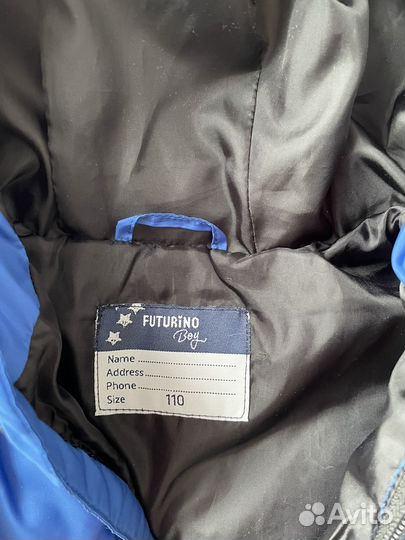 FUTURiNO
Boy
Name
Address
Phone
Size 110
Avito